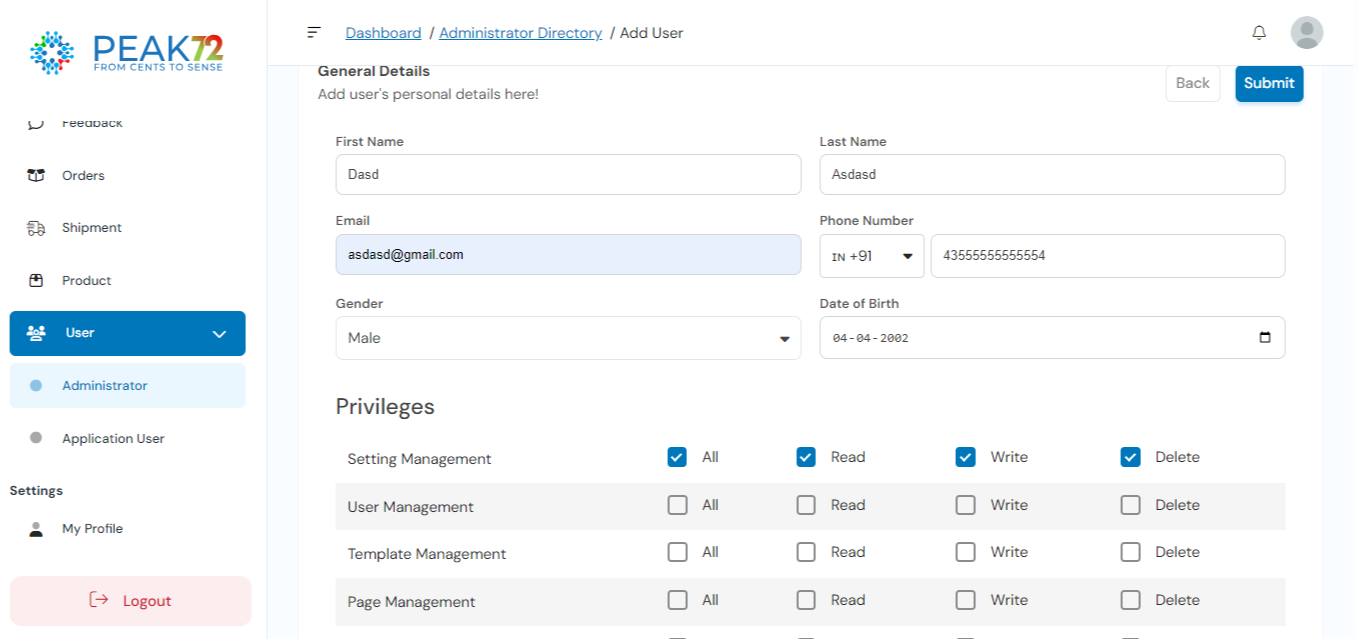 PEAK72
FROM CENTS TO SENSE
Dashboard / Administrator Directory / Add User
General Details
Add user's personal details here!
Back
Submit
Feedback
Orders
Shipment
Product
User
Administrator
Application User
Settings
My Profile
Logout
First Name
Last Name
Dasd
Asdasd
Email
Phone Number
asdasd@gmail.com
IN +91
43555555555554
Gender
Date of Birth
Male
04-04-2002
Privileges
Setting Management All Read Write Delete
User Management All Read Write Delete
Template Management All Read Write Delete
Page Management All Read Write Delete